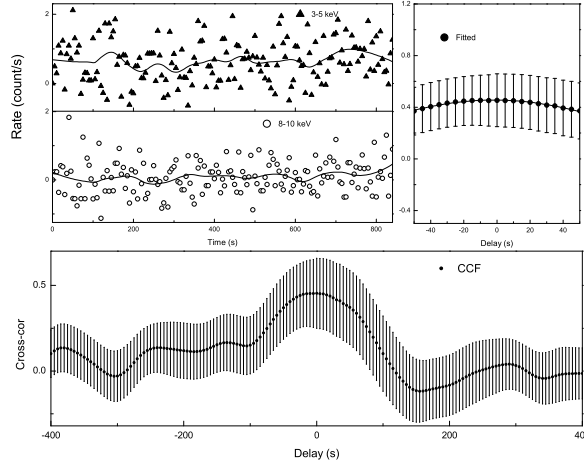 3-5 keV
2
0
Rate (count/s)
8-10 keV
2
0
0 200 400 600 800
Time (s)
1.2
0.8
0.4
0.0
-0.4
Fitted
-40 -20 0 20 40
Delay (s)
CCF
0.5
0.0
Cross-cor
-400 -200 0 200 40
Delay (s)